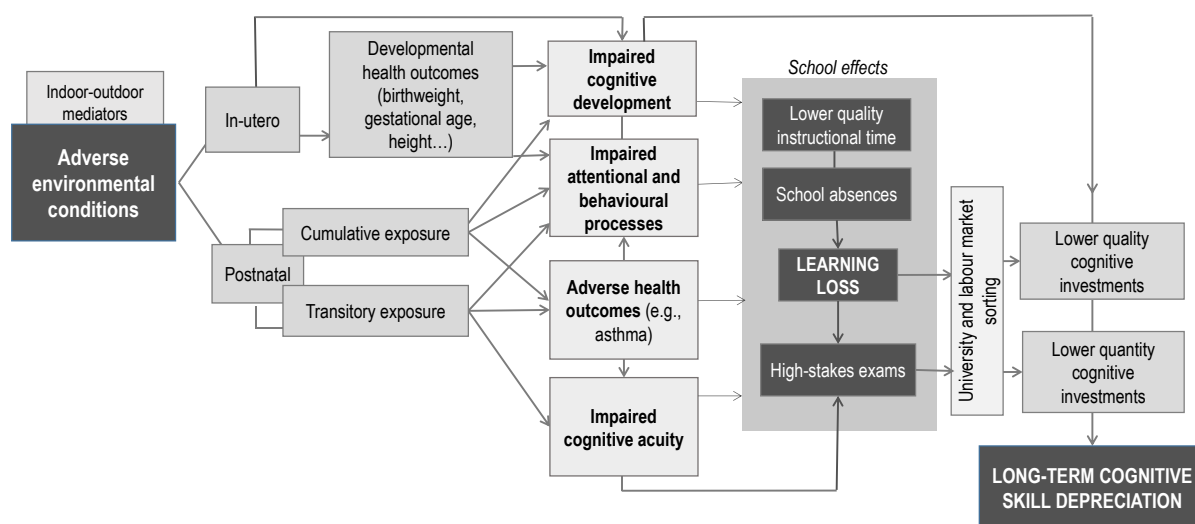 Indoor-outdoor
mediators
Adverse
environmental
conditions
In-utero
Postnatal
Developmental
health outcomes
(birthweight,
gestational age,
height…)
Cumulative exposure
Transitory exposure
Impaired
cognitive
development
Impaired
attentional and
behavioural
processes
Adverse health
outcomes (e.g.,
asthma)
Impaired
cognitive acuity
School effects
Lower quality
instructional time
School absences
LEARNING
LOSS
High-stakes exams
University and labour market
sorting
Lower quality
cognitive
investments
Lower quantity
cognitive
investments
LONG-TERM COGNITIVE
SKILL DEPRECIATION